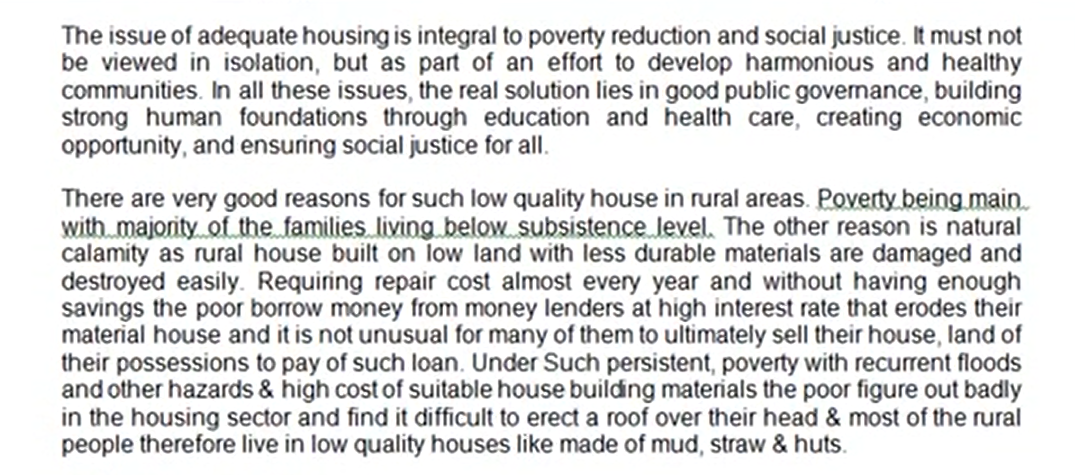 The issue of adequate housing is integral to poverty reduction and social justice. It must not
be viewed in isolation, but as part of an effort to develop harmonious and healthy
communities. In all these issues, the real solution lies in good public governance, building
strong human foundations through education and health care, creating economic
opportunity, and ensuring social justice for all.
There are very good reasons for such low quality house in rural areas. Poverty being main
with majority of the families living below subsistence level. The other reason is natural
calamity as rural house built on low land with less durable materials are damaged and
destroyed easily. Requiring repair cost almost every year and without having enough
savings the poor borrow money from money lenders at high interest rate that erodes their
material house and it is not unusual for many of them to ultimately sell their house, land of
their possessions to pay of such loan. Under Such persistent, poverty with recurrent floods
and other hazards & high cost of suitable house building materials the poor figure out badly
in the housing sector and find it difficult to erect a roof over their head & most of the rural
people therefore live in low quality houses like made of mud, straw & huts.